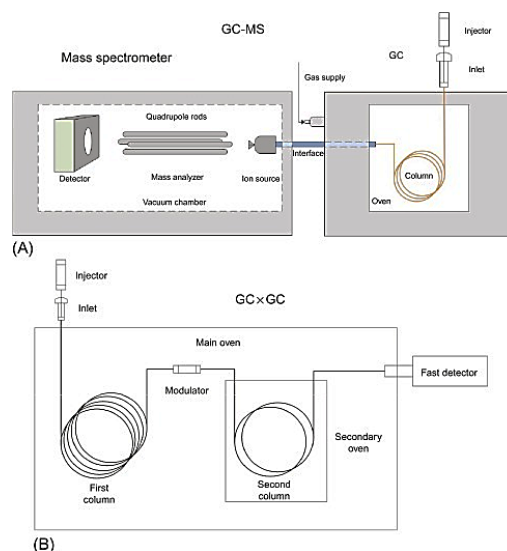 GC-MS
Injector
Mass spectrometer
GC
Inlet
Gas supply
Quadrupole rods
Interface
Detector
Mass analyzer
Ion source
Column
Vacuum chamber
Oven
(A)
Injector
GC×GC
Inlet
Main oven
Modulator
Fast detector
Secondary
oven
First
column
Second
column
(B)